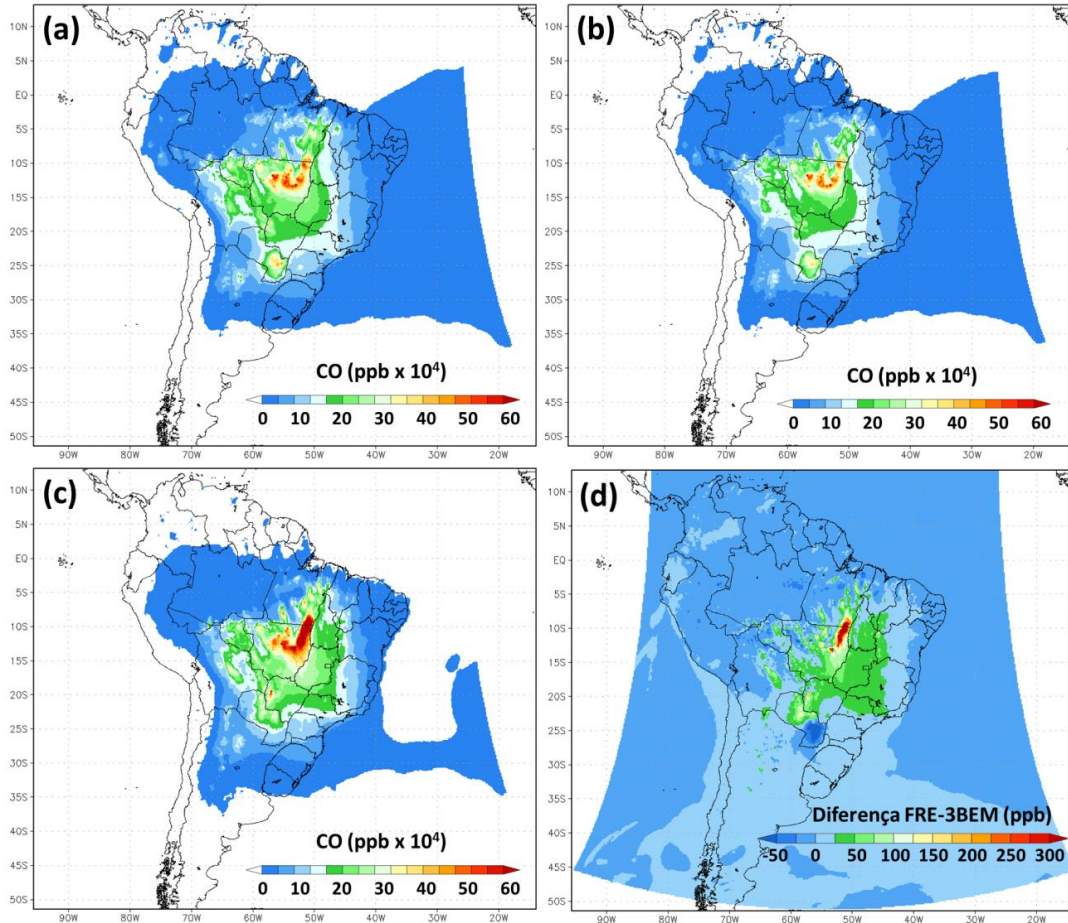 (a)
10N
5N
EQ
5S
10S
15S
20S
25S
30S
35S
40S
45S
50S
90W 80W 70W 60W 50W 40W 30W 20W
CO (ppb x 10⁴)
0 10 20 30 40 50 60
(b)
10N
5N
EQ
5S
10S
15S
20S
25S
30S
35S
40S
45S
50S
90W 80W 70W 60W 50W 40W 30W 20W
CO (ppb x 10⁴)
0 10 20 30 40 50 60
(c)
10N
5N
EQ
5S
10S
15S
20S
25S
30S
35S
40S
45S
50S
90W 80W 70W 60W 50W 40W 30W 20W
CO (ppb x 10⁴)
0 10 20 30 40 50 60
(d)
10N
5N
EQ
5S
10S
15S
20S
25S
30S
35S
40S
45S
50S
90W 80W 70W 60W 50W 40W 30W 20W
Diferença FRE-3BEM (ppb)
-50 0 50 100 150 200 250 300